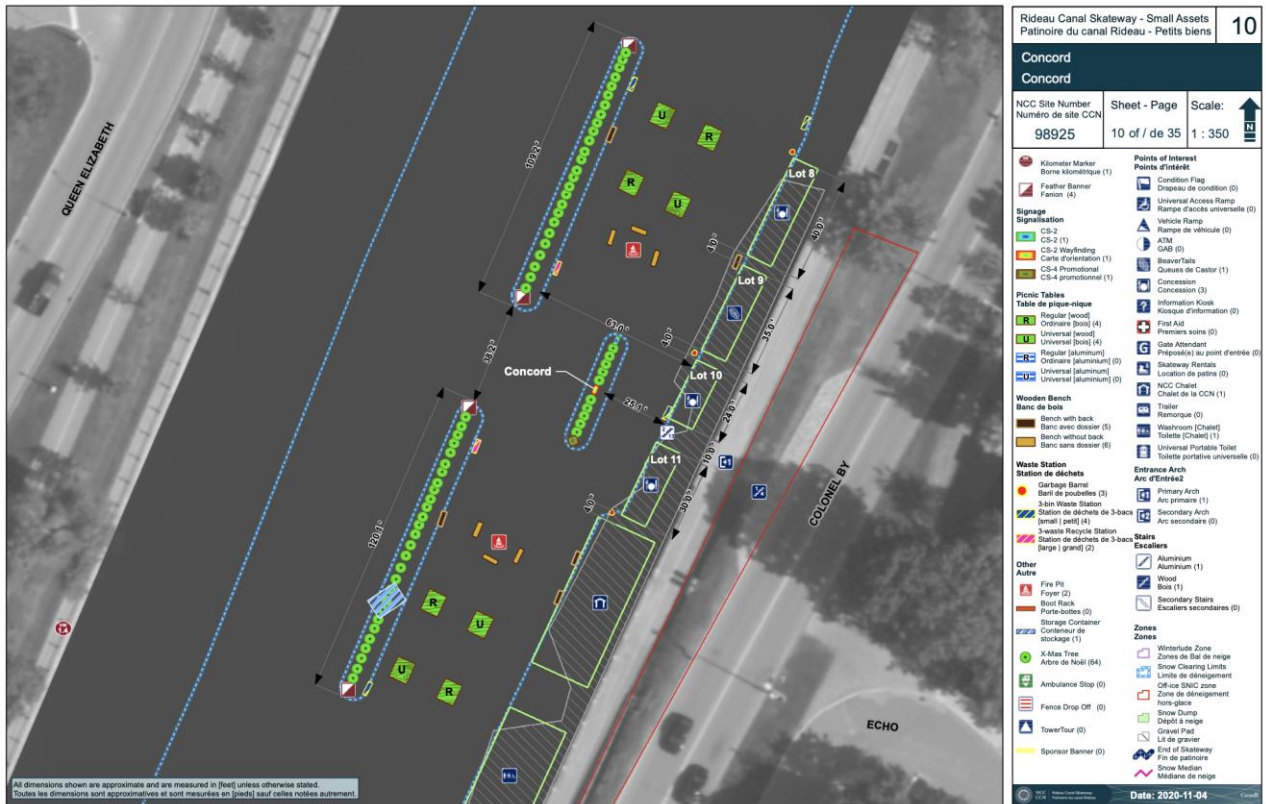 Rideau Canal Skateway - Small Assets
Patinoire du canal Rideau - Petits biens
10
Concord
Concord
NCC Site Number
Numéro de site CCN
98925
Sheet - Page
10 of / de 35
Scale:
1 : 350
N
Kilometer Marker
Borne kilométrique (1)
Feather Banner
Fanion (4)
Signage
Signalisation
CS-2
CS-2 (1)
CS-2 Wayfinding
Carte d'orientation (1)
CS-4 Promotional
CS-4 promotionnel (1)
Picnic Tables
Table de pique-nique
R
Regular [wood]
Ordinaire [bois] (4)
U
Universal [wood]
Universel [bois] (4)
R
Regular [aluminum]
Ordinaire [aluminium] (0)
U
Universal [aluminum]
Universel [aluminium] (0)
Wooden Bench
Banc de bois
Bench with back
Banc avec dossier (5)
Bench without back
Banc sans dossier (6)
Waste Station
Station de déchets
Garbage Barrel
Baril de poubelles (3)
3-bin Waste Station
Station de déchets de 3-bacs
[small | petit] (4)
3-waste Recycle Station
Station de déchets de 3-bacs
[large | grand] (2)
Other
Autre
Fire Pit
Foyer (2)
Boot Rack
Porte-bottes (0)
Storage Container
Conteneur de
stockage (1)
X-Mas Tree
Arbre de Noël (64)
Ambulance Stop (0)
Fence Drop Off (0)
TowerTour (0)
Sponsor Banner (0)
Points of Interest
Points d'intérêt
Condition Flag
Drapeau de condition (0)
Universal Access Ramp
Rampe d'accès universelle (0)
Vehicle Ramp
Rampe de véhicule (0)
ATM
GAB (0)
BeaverTails
Queues de Castor (1)
Concession
Concession (3)
Information Kiosk
Kiosque d'information (0)
First Aid
Premiers soins (0)
Gate Attendant
Préposé(e) au point d'entrée (0)
Skateway Rentals
Location de patins (0)
NCC Chalet
Chalet de la CCN (1)
Trailer
Remorque (0)
Washroom [Chalet]
Toilette [Chalet] (1)
Universal Portable Toilet
Toilette portative universelle (0)
Entrance Arch
Arc d'Entrée2
Primary Arch
Arc primaire (1)
Secondary Arch
Arc secondaire (0)
Stairs
Escaliers
Aluminium
Aluminium (1)
Wood
Bois (1)
Secondary Stairs
Escaliers secondaires (0)
Zones
Zones
Winterlude Zone
Zones de Bal de neige
Snow Clearing Limits
Limite de déneigement
Off-ice SNIC zone
Zone de déneigement
hors-glace
Snow Dump
Dépôt à neige
Gravel Pad
Lit de gravier
End of Skateway
Fin de patinoire
Snow Median
Médiane de neige
Date: 2020-11-04
QUEEN ELIZABETH
109.2 '
U
R
R
U
Lot 8
40.0 '
4.0 '
Lot 9
35.0 '
63.0 '
4.0 '
38.2 '
Concord
Lot 10
24.0 '
25.1 '
10.0 '
Lot 11
30.0 '
4.0 '
COLONEL BY
120.1 '
R
U
U
R
ECHO
All dimensions shown are approximate and are measured in [feet] unless otherwise stated.
Toutes les dimensions sont approximatives et sont mesurées en [pieds] sauf celles notées autrement.